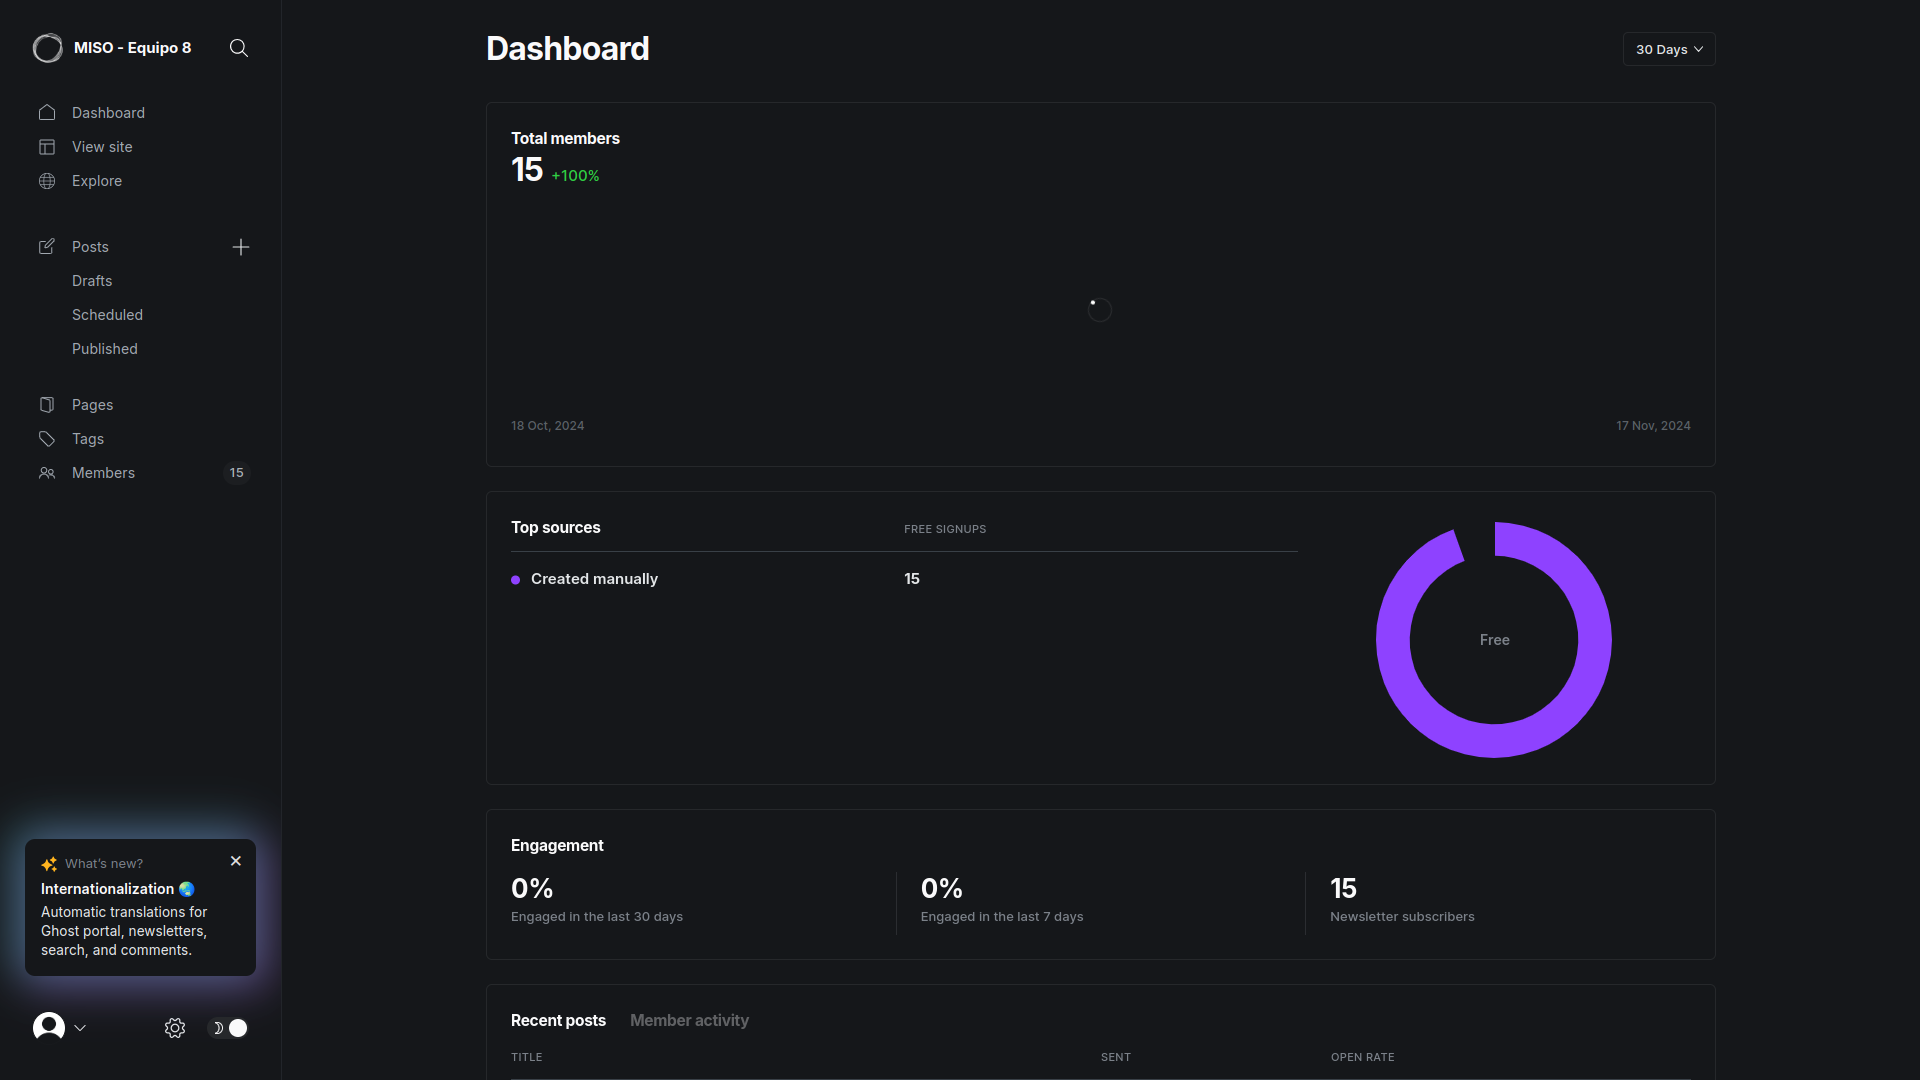 MISO - Equipo 8
Dashboard
View site
Explore
Posts
Drafts
Scheduled
Published
Pages
Tags
Members 15
What's new?
Internationalization
Automatic translations for
Ghost portal, newsletters,
search, and comments.
Dashboard
30 Days
Total members
15 +100%
18 Oct, 2024 17 Nov, 2024
Top sources FREE SIGNUPS
Created manually 15
Free
Engagement
0% 0% 15
Engaged in the last 30 days Engaged in the last 7 days Newsletter subscribers
Recent posts Member activity
TITLE SENT OPEN RATE